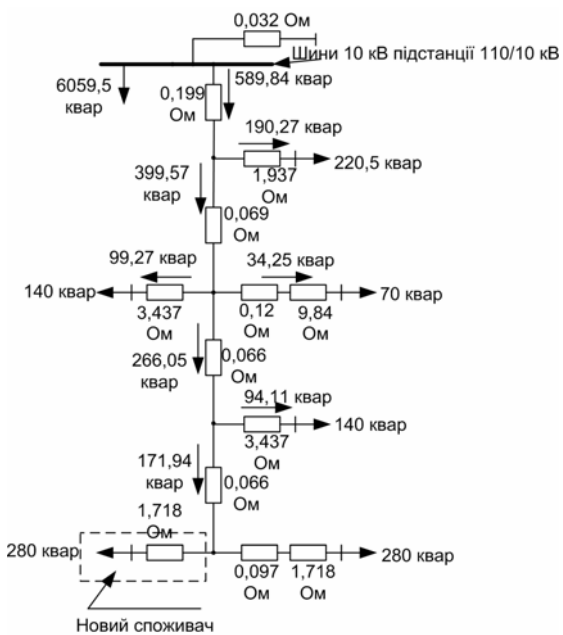 0,032 Ом
Шини 10 кВ підстанції 110/10 кВ
6059,5
квар
589,84 квар
0,199
Ом
190,27 квар
220,5 квар
1,937
Ом
399,57
квар
0,069
Ом
99,27 квар
34,25 квар
140 квар
70 квар
3,437
Ом
0,12
Ом
9,84
Ом
266,05
квар
0,066
Ом
94,11 квар
140 квар
3,437
Ом
171,94
квар
0,066
Ом
1,718
Ом
280 квар
280 квар
0,097
Ом
1,718
Ом
Новий споживач